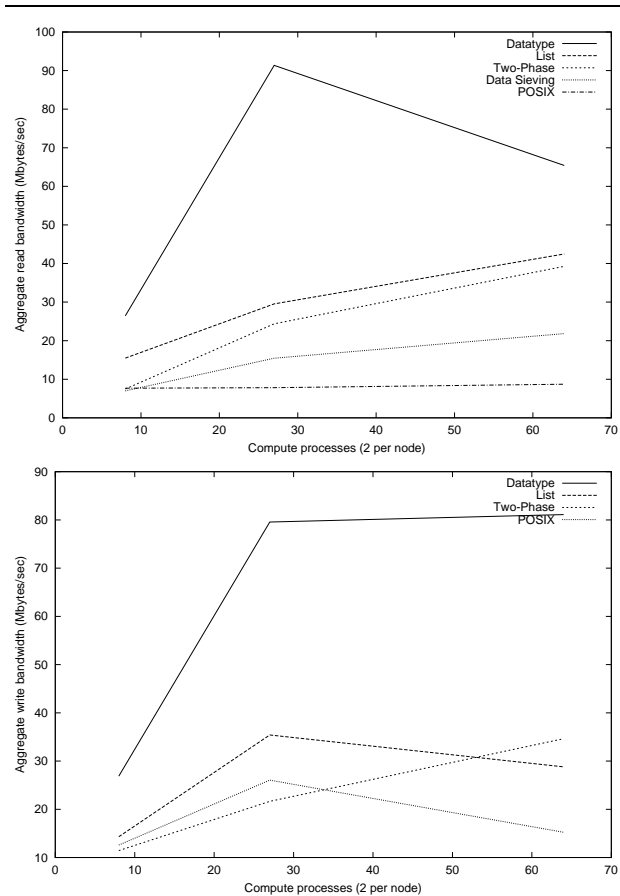 100
90
80
70
60
50
40
30
20
10
0
Aggregate read bandwidth (Mbytes/sec)
Datatype
List
Two-Phase
Data Sieving
POSIX
0 10 20 30 40 50 60 70
Compute processes (2 per node)
90
80
70
60
50
40
30
20
10
Aggregate write bandwidth (Mbytes/sec)
Datatype
List
Two-Phase
POSIX
0 10 20 30 40 50 60 70
Compute processes (2 per node)